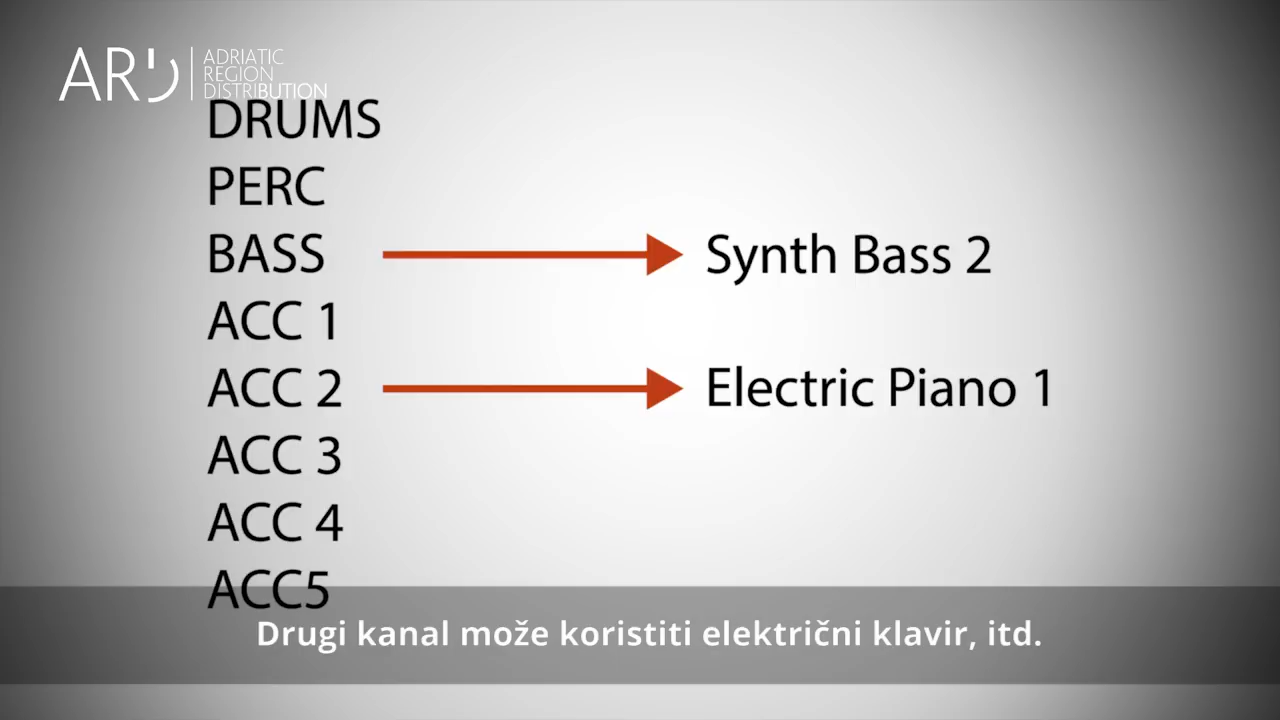 ARD
ADRIATIC
REGION
DISTRIBUTION
DRUMS
PERC
BASS
Synth Bass 2
ACC 1
ACC 2
Electric Piano 1
ACC 3
ACC 4
ACC5
Drugi kanal može koristiti električni klavir, itd.